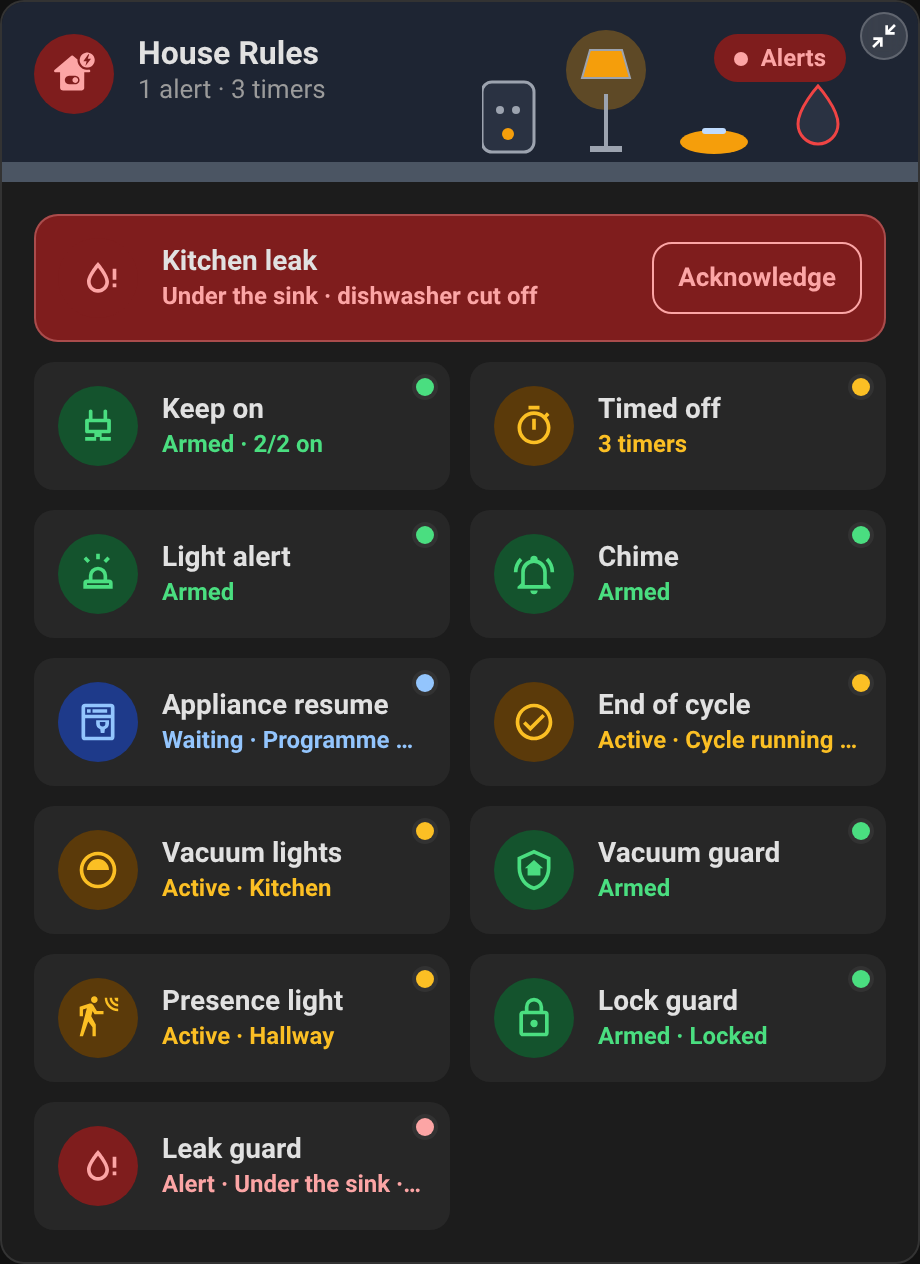 House Rules
1 alert · 3 timers
Alerts
Kitchen leak
Under the sink · dishwasher cut off
Acknowledge
Keep on
Armed · 2/2 on
Timed off
3 timers
Light alert
Armed
Chime
Armed
Appliance resume
Waiting · Programme ...
End of cycle
Active · Cycle running ...
Vacuum lights
Active · Kitchen
Vacuum guard
Armed
Presence light
Active · Hallway
Lock guard
Armed · Locked
Leak guard
Alert · Under the sink ·...